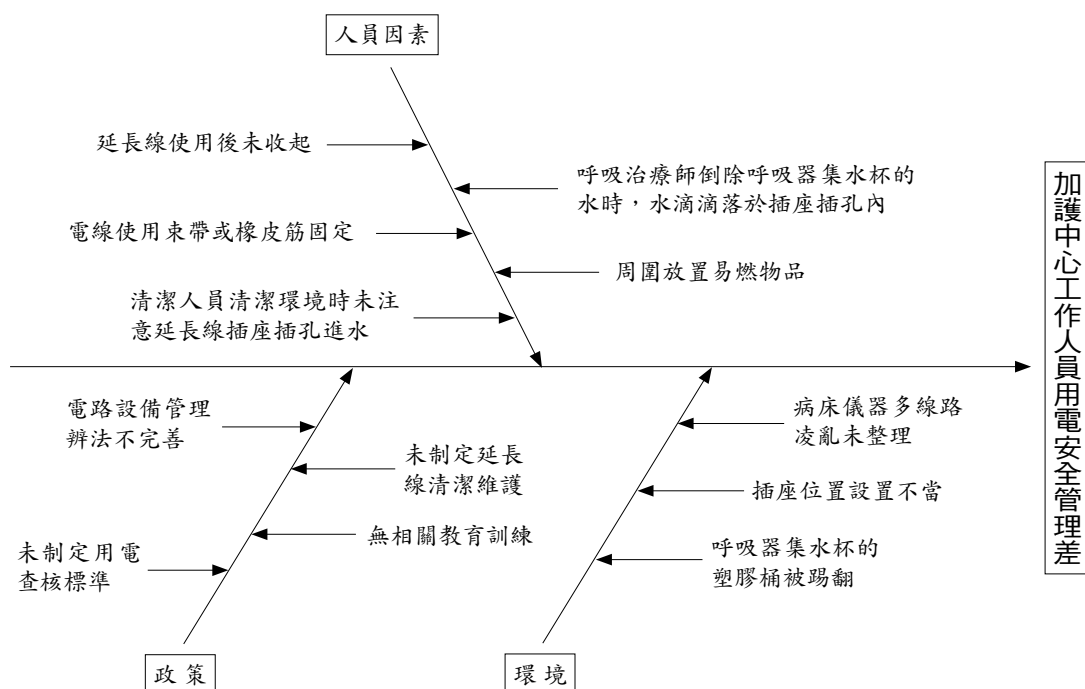 人員因素
延長線使用後未收起
呼吸治療師倒除呼吸器集水杯的
水時，水滴滴落於插座插孔內
電線使用束帶或橡皮筋固定
周圍放置易燃物品
清潔人員清潔環境時未注
意延長線插座插孔進水
加護中心工作人員用電安全管理差
電路設備管理
辨法不完善
未制定延長
線清潔維護
無相關教育訓練
未制定用電
查核標準
政策
病床儀器多線路
凌亂未整理
插座位置設置不當
呼吸器集水杯的
塑膠桶被踢翻
環境